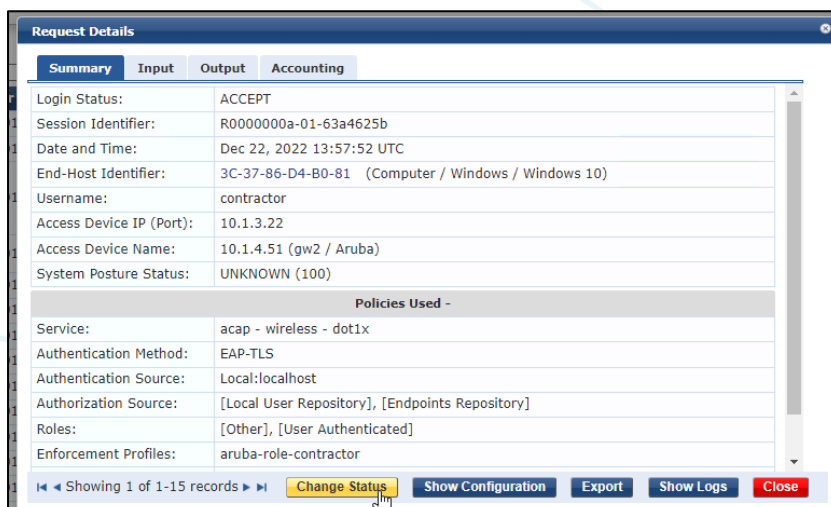 Request Details
Summary Input Output Accounting
Login Status: ACCEPT
Session Identifier: R0000000a-01-63a4625b
Date and Time: Dec 22, 2022 13:57:52 UTC
End-Host Identifier: 3C-37-86-D4-B0-81 (Computer / Windows / Windows 10)
Username: contractor
Access Device IP (Port): 10.1.3.22
Access Device Name: 10.1.4.51 (gw2 / Aruba)
System Posture Status: UNKNOWN (100)
Policies Used -
Service: acap - wireless - dot1x
Authentication Method: EAP-TLS
Authentication Source: Local:localhost
Authorization Source: [Local User Repository], [Endpoints Repository]
Roles: [Other], [User Authenticated]
Enforcement Profiles: aruba-role-contractor
Showing 1 of 1-15 records Change Status Show Configuration Export Show Logs Close